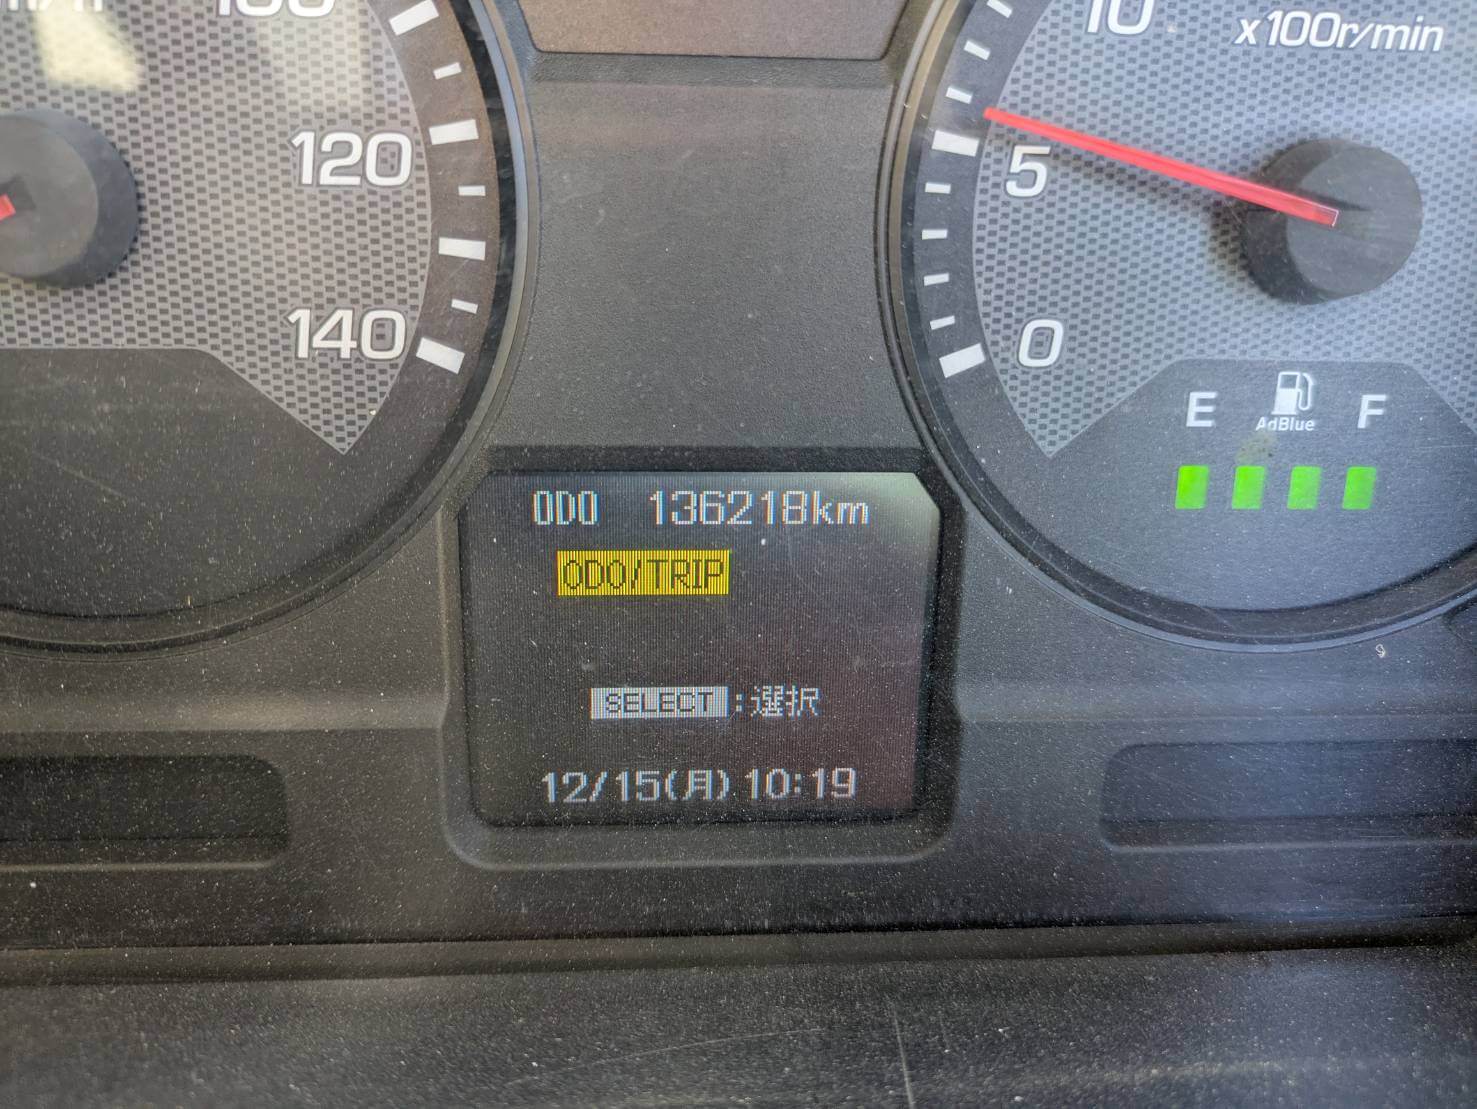 120
140
10
x100r/min
5
0
E
F
AdBlue
ODO 136218km
ODO/TRIP
SELECT:選択
12/15(月) 10:19